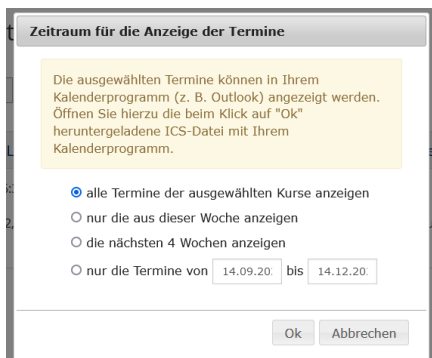 Zeitraum für die Anzeige der Termine
Die ausgewählten Termine können in Ihrem
Kalenderprogramm (z. B. Outlook) angezeigt werden.
Öffnen Sie hierzu die beim Klick auf "Ok"
heruntergeladene ICS-Datei mit Ihrem
Kalenderprogramm.
alle Termine der ausgewählten Kurse anzeigen
nur die aus dieser Woche anzeigen
die nächsten 4 Wochen anzeigen
nur die Termine von 14.09.20 bis 14.12.20
Ok Abbrechen